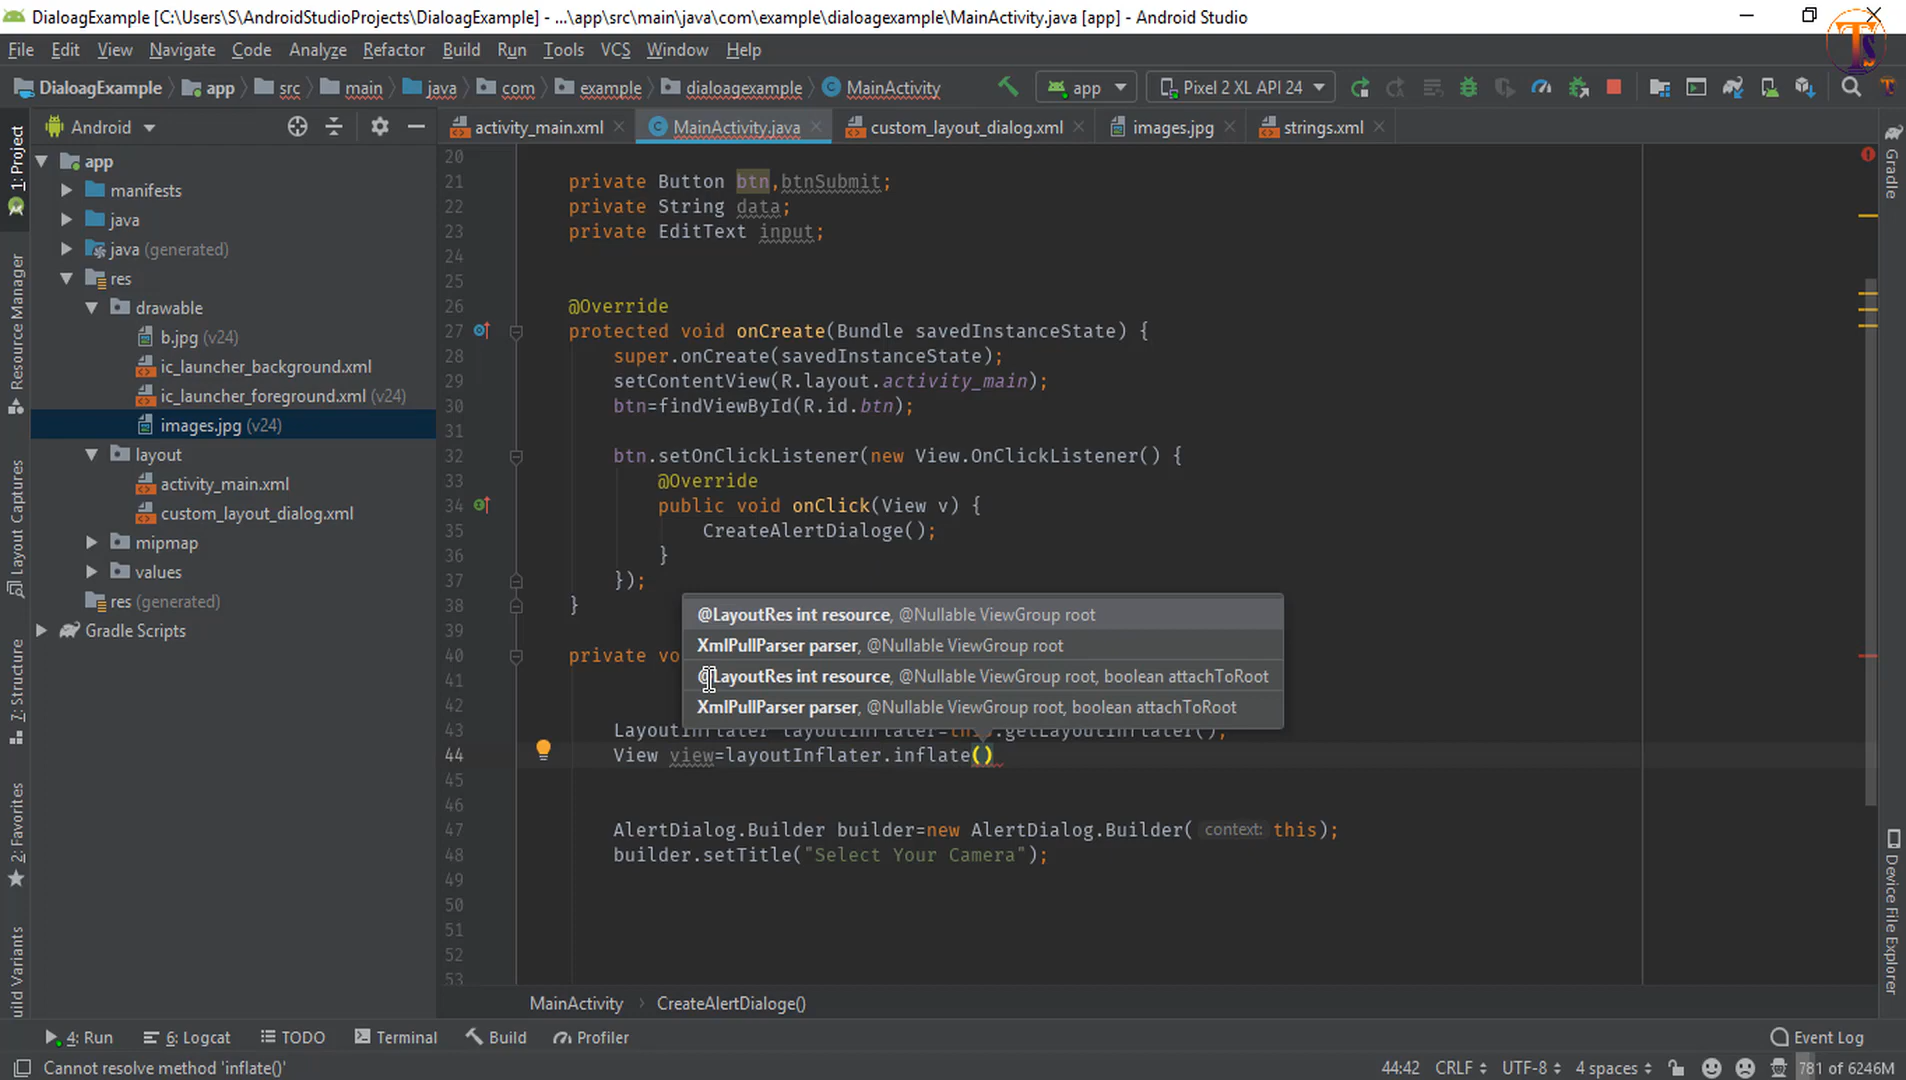 DialoagExample [C:\Users\S\AndroidStudioProjects\DialoagExample] - ...\app\src\main\java\com\example\dialoagexample\MainActivity.java [app] - Android Studio
File Edit View Navigate Code Analyze Refactor Build Run Tools VCS Window Help
DialoagExample app src main java com example dialoagexample MainActivity app Pixel 2 XL API 24
Android activity_main.xml MainActivity.java custom_layout_dialog.xml images.jpg strings.xml
1: Project
Resource Manager
Layout Captures
7: Structure
2: Favorites
uild Variants
app
manifests
java
java (generated)
res
drawable
b.jpg (v24)
ic_launcher_background.xml
ic_launcher_foreground.xml (v24)
images.jpg (v24)
layout
activity_main.xml
custom_layout_dialog.xml
mipmap
values
res (generated)
Gradle Scripts
20
21 private Button btn,btnSubmit;
22 private String data;
23 private EditText input;
24
25
26 @Override
27 protected void onCreate(Bundle savedInstanceState) {
28 super.onCreate(savedInstanceState);
29 setContentView(R.layout.activity_main);
30 btn=findViewById(R.id.btn);
31
32 btn.setOnClickListener(new View.OnClickListener() {
33 @Override
34 public void onClick(View v) {
35 CreateAlertDialoge();
36 }
37 });
38 }
39
40 private vo
41
42
43 LayoutInflater layoutInflater=this.getLayoutInflater();
44 View view=layoutInflater.inflate()
45
46
47 AlertDialog.Builder builder=new AlertDialog.Builder( context: this);
48 builder.setTitle("Select Your Camera");
49
50
51
52
53
@LayoutRes int resource, @Nullable ViewGroup root
XmlPullParser parser, @Nullable ViewGroup root
@LayoutRes int resource, @Nullable ViewGroup root, boolean attachToRoot
XmlPullParser parser, @Nullable ViewGroup root, boolean attachToRoot
Gradle
Device File Explorer
MainActivity CreateAlertDialoge()
4: Run 6: Logcat TODO Terminal Build Profiler Event Log
Cannot resolve method 'inflate()' 44:42 CRLF UTF-8 4 spaces 781 of 6246M